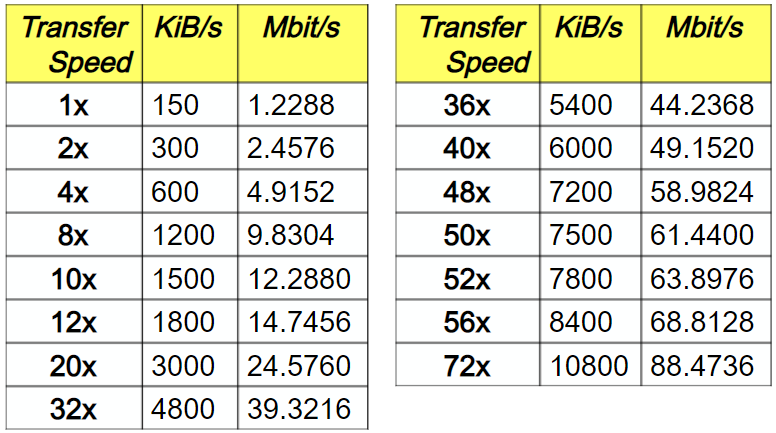 Transfer Speed KiB/s Mbit/s
1x 150 1.2288
2x 300 2.4576
4x 600 4.9152
8x 1200 9.8304
10x 1500 12.2880
12x 1800 14.7456
20x 3000 24.5760
32x 4800 39.3216
Transfer Speed KiB/s Mbit/s
36x 5400 44.2368
40x 6000 49.1520
48x 7200 58.9824
50x 7500 61.4400
52x 7800 63.8976
56x 8400 68.8128
72x 10800 88.4736